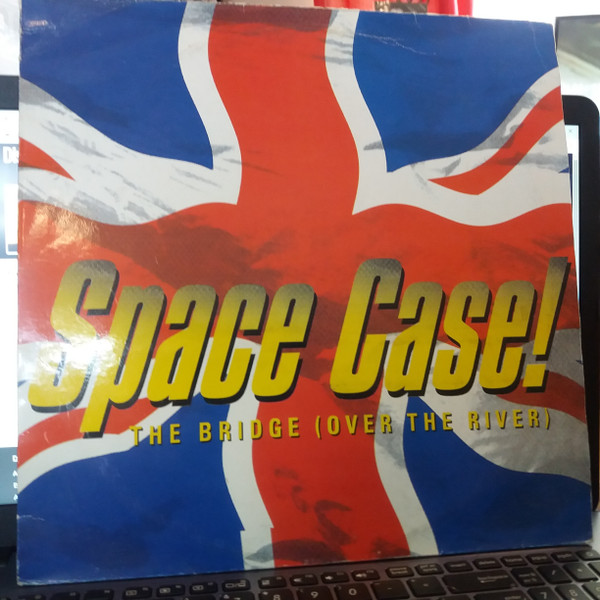 Space Case!
THE BRIDGE (OVER THE RIVER)